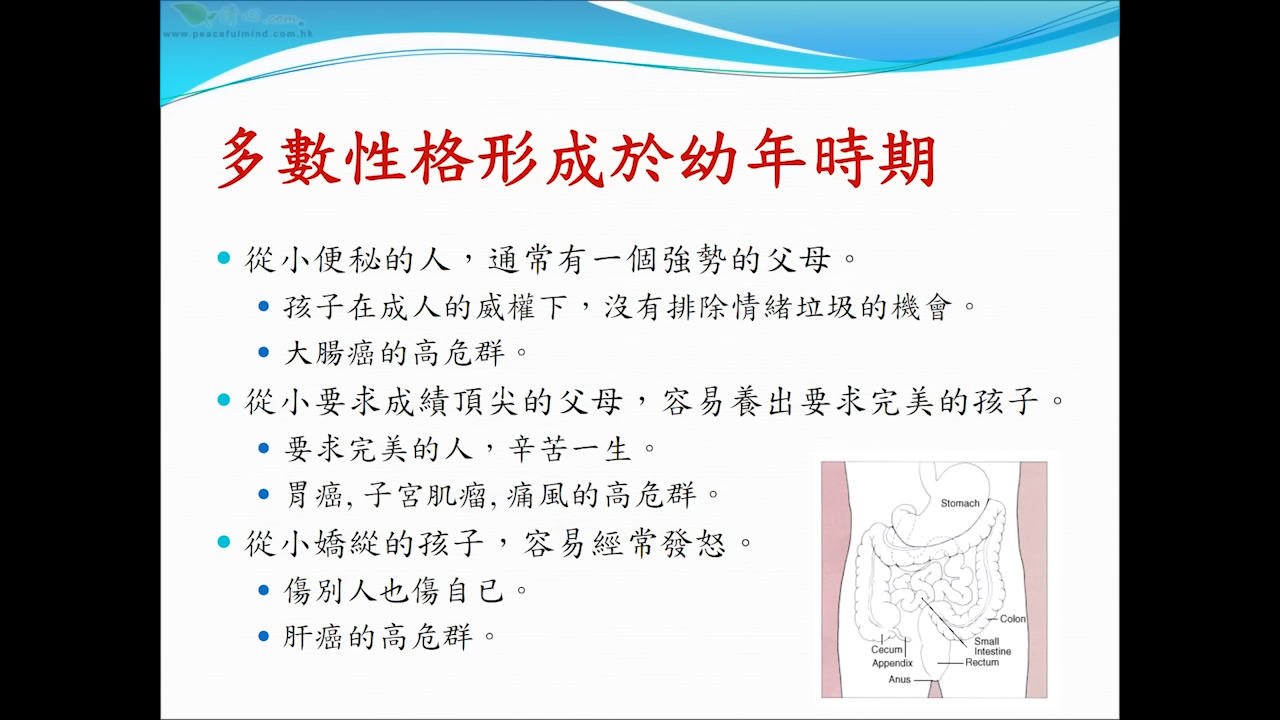 清心.com
www.peacefulmind.com.hk
多數性格形成於幼年時期
從小便秘的人，通常有一個強勢的父母。
孩子在成人的威權下，沒有排除情緒垃圾的機會。
大腸癌的高危群。
從小要求成績頂尖的父母，容易養出要求完美的孩子。
要求完美的人，辛苦一生。
胃癌, 子宮肌瘤, 痛風的高危群。
從小嬌縱的孩子，容易經常發怒。
傷別人也傷自已。
肝癌的高危群。
Stomach
Colon
Small
Intestine
Cecum
Rectum
Appendix
Anus